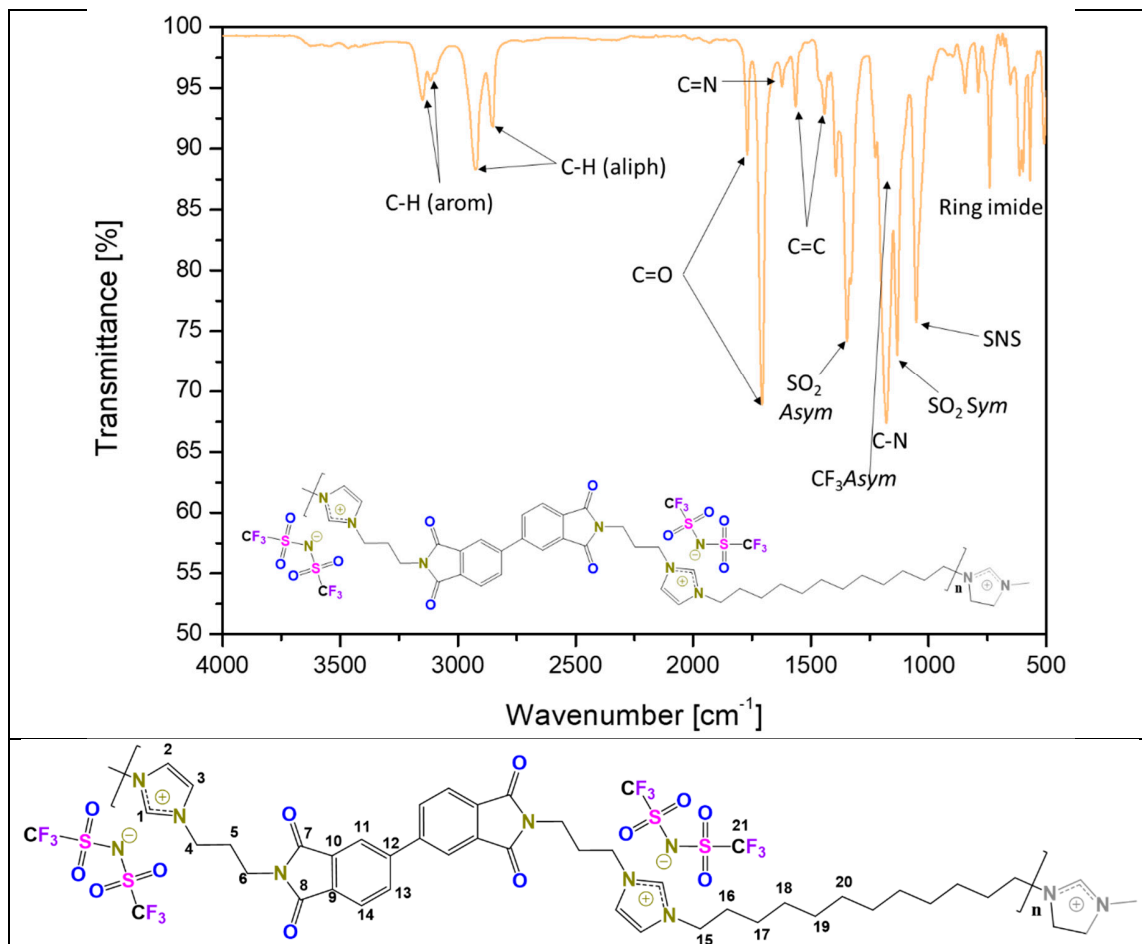 100
95
90
85
80
75
70
65
60
55
50
Transmittance [%]
C-H (arom)
C-H (aliph)
C=O
C=N
C=C
SO2
Asym
CF3Asym
C-N
SO2 Sym
SNS
Ring imide
N
N
+
CF3
O
S
O
N
−
O
S
O
CF3
O
N
O
O
N
O
CF3
O
S
O
O
N
−
S
O
CF3
N
+
N
n
N
+
N
4000
3500
3000
2500
2000
1500
1000
500
Wavenumber [cm-1]
2
3
N
1
+
N
O
O
CF3
S
N
−
O
S
O
CF3
4
5
6
N
O
7
8
O
10
9
11
12
13
14
O
N
O
CF3
S
O
O
N
−
O
S
O
21
CF3
N
+
N
15
16
17
18
19
20
n
N
+
N